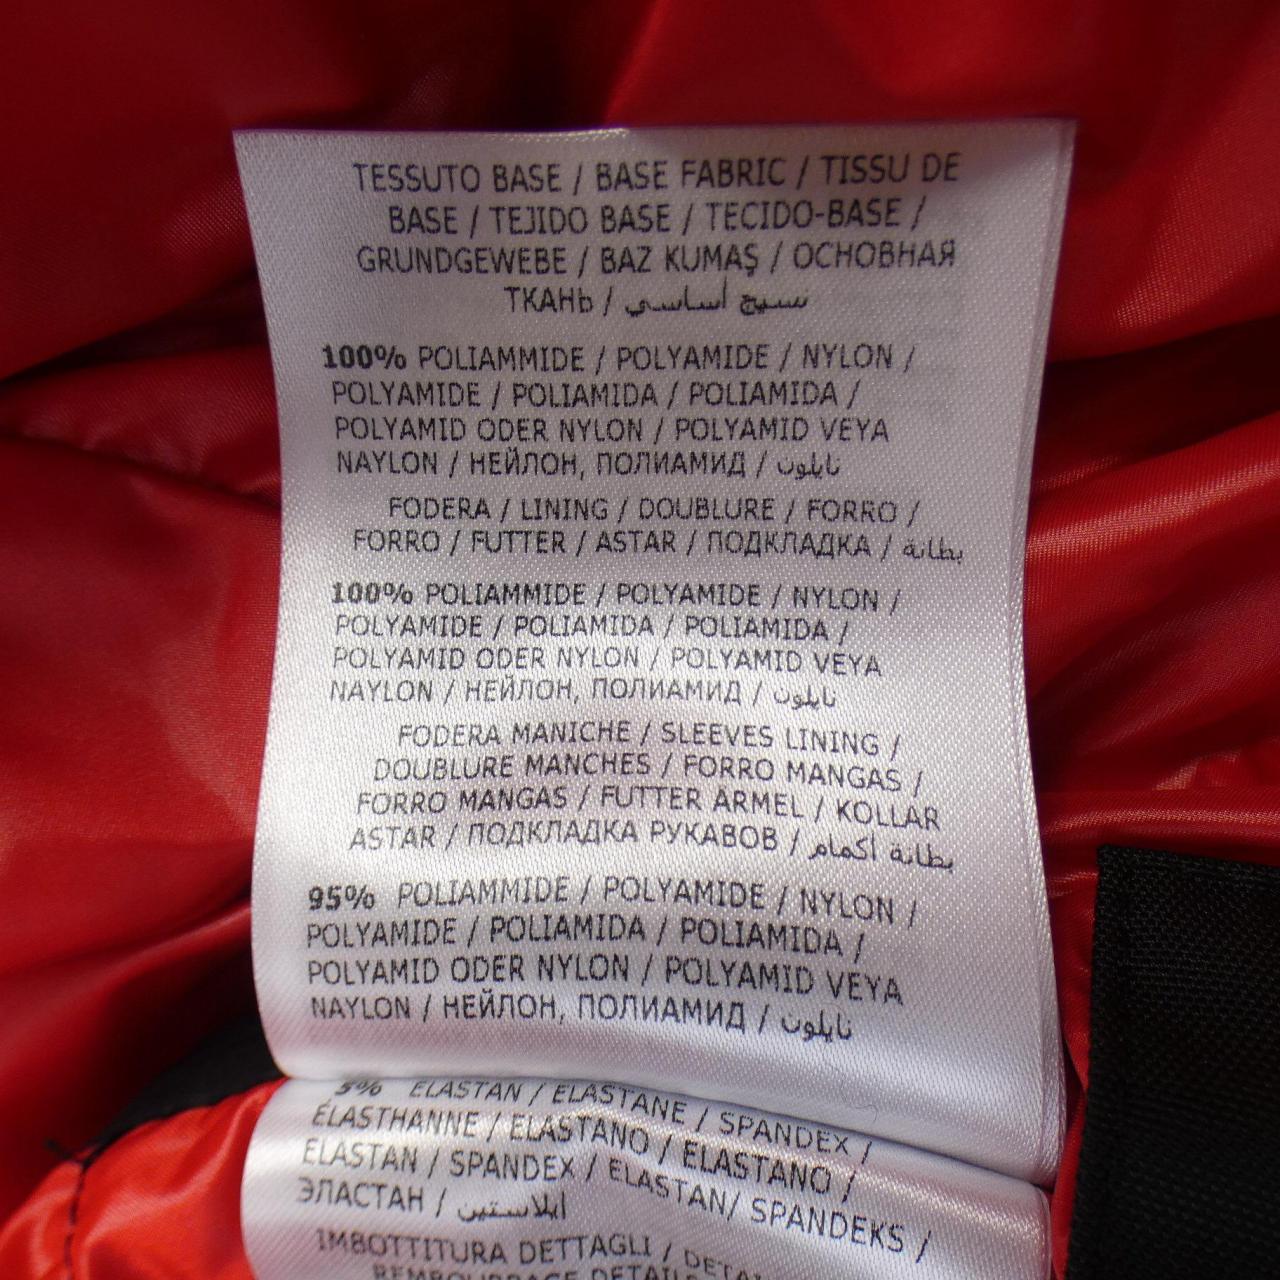 TESSUTO BASE / BASE FABRIC / TISSU DE
BASE / TEJIDO BASE / TECIDO-BASE /
GRUNDGEWEBE / BAZ KUMAŞ / ОСНОВНАЯ
ТКАНЬ / نسيج أساسي
100% POLIAMMIDE / POLYAMIDE / NYLON /
POLYAMIDE / POLIAMIDA / POLIAMIDA /
POLYAMID ODER NYLON / POLYAMID VEYA
NAYLON / НЕЙЛОН, ПОЛИАМИД / نايلون
FODERA / LINING / DOUBLURE / FORRO /
FORRO / FUTTER / ASTAR / ПОДКЛАДКА / بطانة
100% POLIAMMIDE / POLYAMIDE / NYLON /
POLYAMIDE / POLIAMIDA / POLIAMIDA /
POLYAMID ODER NYLON / POLYAMID VEYA
NAYLON / НЕЙЛОН, ПОЛИАМИД / نايلون
FODERA MANICHE / SLEEVES LINING /
DOUBLURE MANCHES / FORRO MANGAS /
FORRO MANGAS / FUTTER ARMEL / KOLLAR
ASTAR / ПОДКЛАДКА РУКАВОВ / بطانة أكمام
95% POLIAMMIDE / POLYAMIDE / NYLON /
POLYAMIDE / POLIAMIDA / POLIAMIDA /
POLYAMID ODER NYLON / POLYAMID VEYA
NAYLON / НЕЙЛОН, ПОЛИАМИД / نايلون
5% ELASTAN / ELASTANE / SPANDEX /
ÉLASTHANNE / ELASTANO / ELASTANO /
ELASTAN / SPANDEX / ELASTAN/ SPANDEKS /
ЭЛАСТАН / ايلاستين
IMBOTTITURA DETTAGLI /
REMBOURRAGE DETAILS